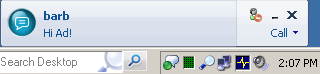 barb
Hi Ad!
Call
Search Desktop
2:07 PM